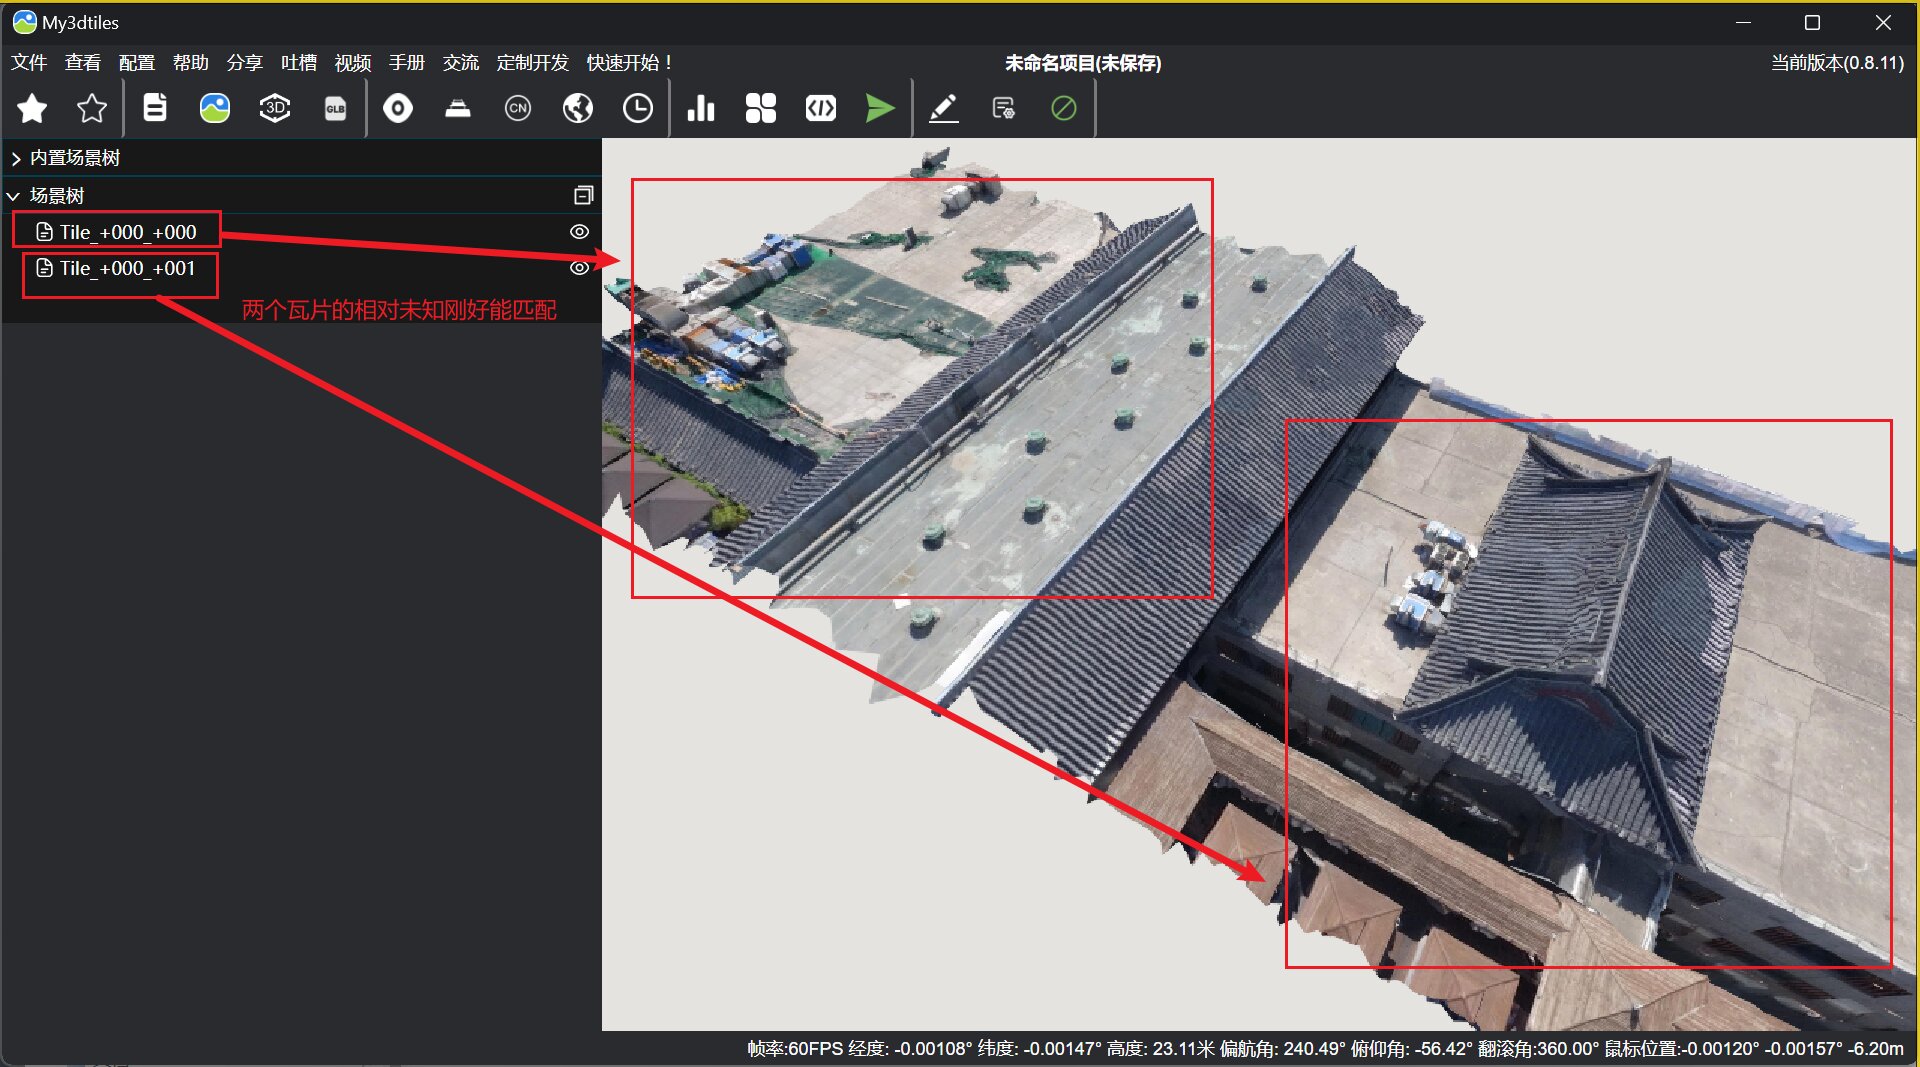 My3dtiles
文件 查看 配置 帮助 分享 吐槽 视频 手册 交流 定制开发 快速开始！ 未命名项目(未保存) 当前版本(0.8.11)
3D GLB CN
内置场景树
场景树
Tile_+000_+000
Tile_+000_+001
两个瓦片的相对未知刚好能匹配
帧率:60FPS 经度: -0.00108° 纬度: -0.00147° 高度: 23.11米 偏航角: 240.49° 俯仰角: -56.42° 翻滚角:360.00° 鼠标位置:-0.00120° -0.00157° -6.20m